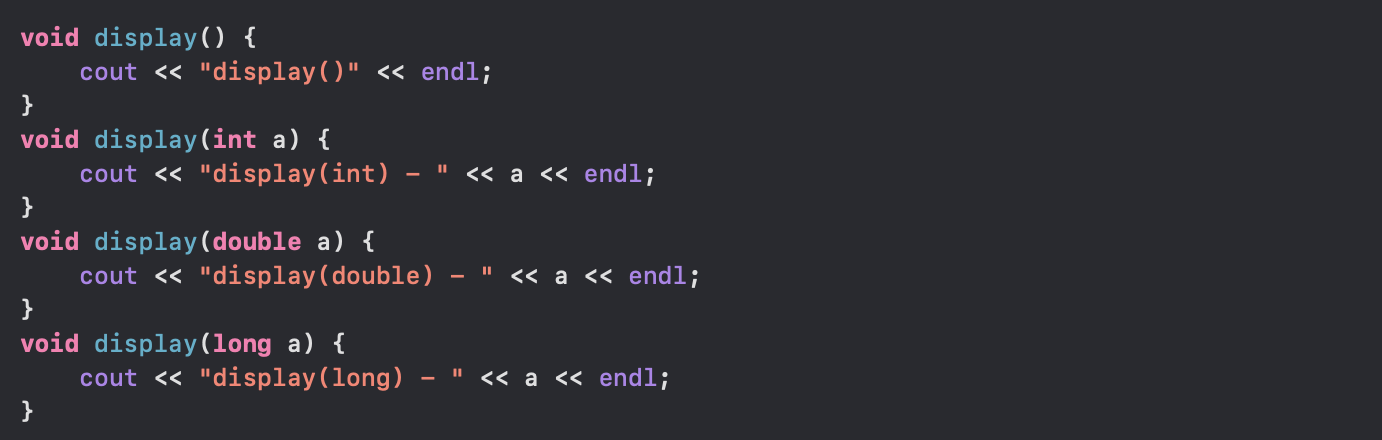 void display() {
    cout << "display()" << endl;
}
void display(int a) {
    cout << "display(int) - " << a << endl;
}
void display(double a) {
    cout << "display(double) - " << a << endl;
}
void display(long a) {
    cout << "display(long) - " << a << endl;
}